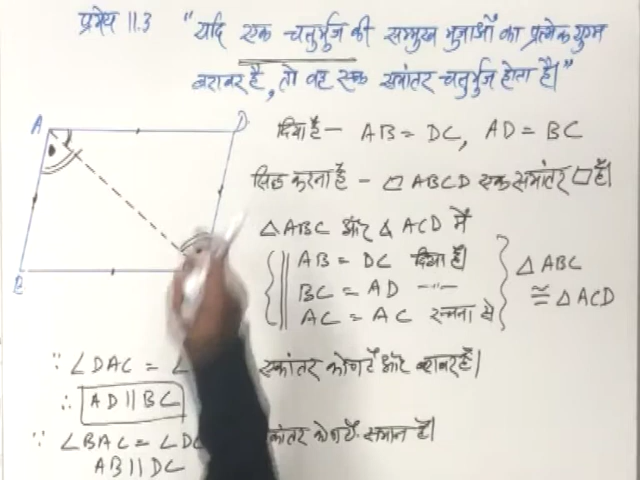 प्रमेय 11.3 "यदि एक चतुर्भुज की सम्मुख भुजाओं का प्रत्येक युग्म
बराबर है, तो वह एक समांतर चतुर्भुज होता है।"
A D
दिया है- AB = DC, AD = BC
सिद्ध करना है - ▱ ABCD एक समांतर □ है।
△ ABC और △ ACD में
AB = DC दिया है।
BC = AD -"-
AC = AC रचना से
△ ABC
≅ △ ACD
B
∵ ∠DAC = ∠ एकांतर कोण हैं और बराबर हैं।
∴ AD || BC
∵ ∠BAC = ∠DC कांतर कोण हैं समान हैं।
AB || DC